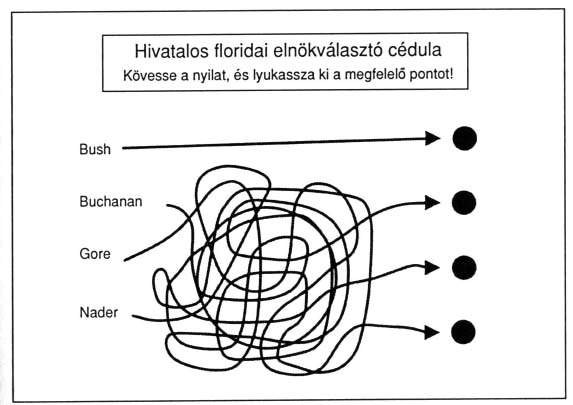 Hivatalos floridai elnökválasztó cédula
Kövesse a nyilat, és lyukassza ki a megfelelő pontot!
Bush
Buchanan
Gore
Nader